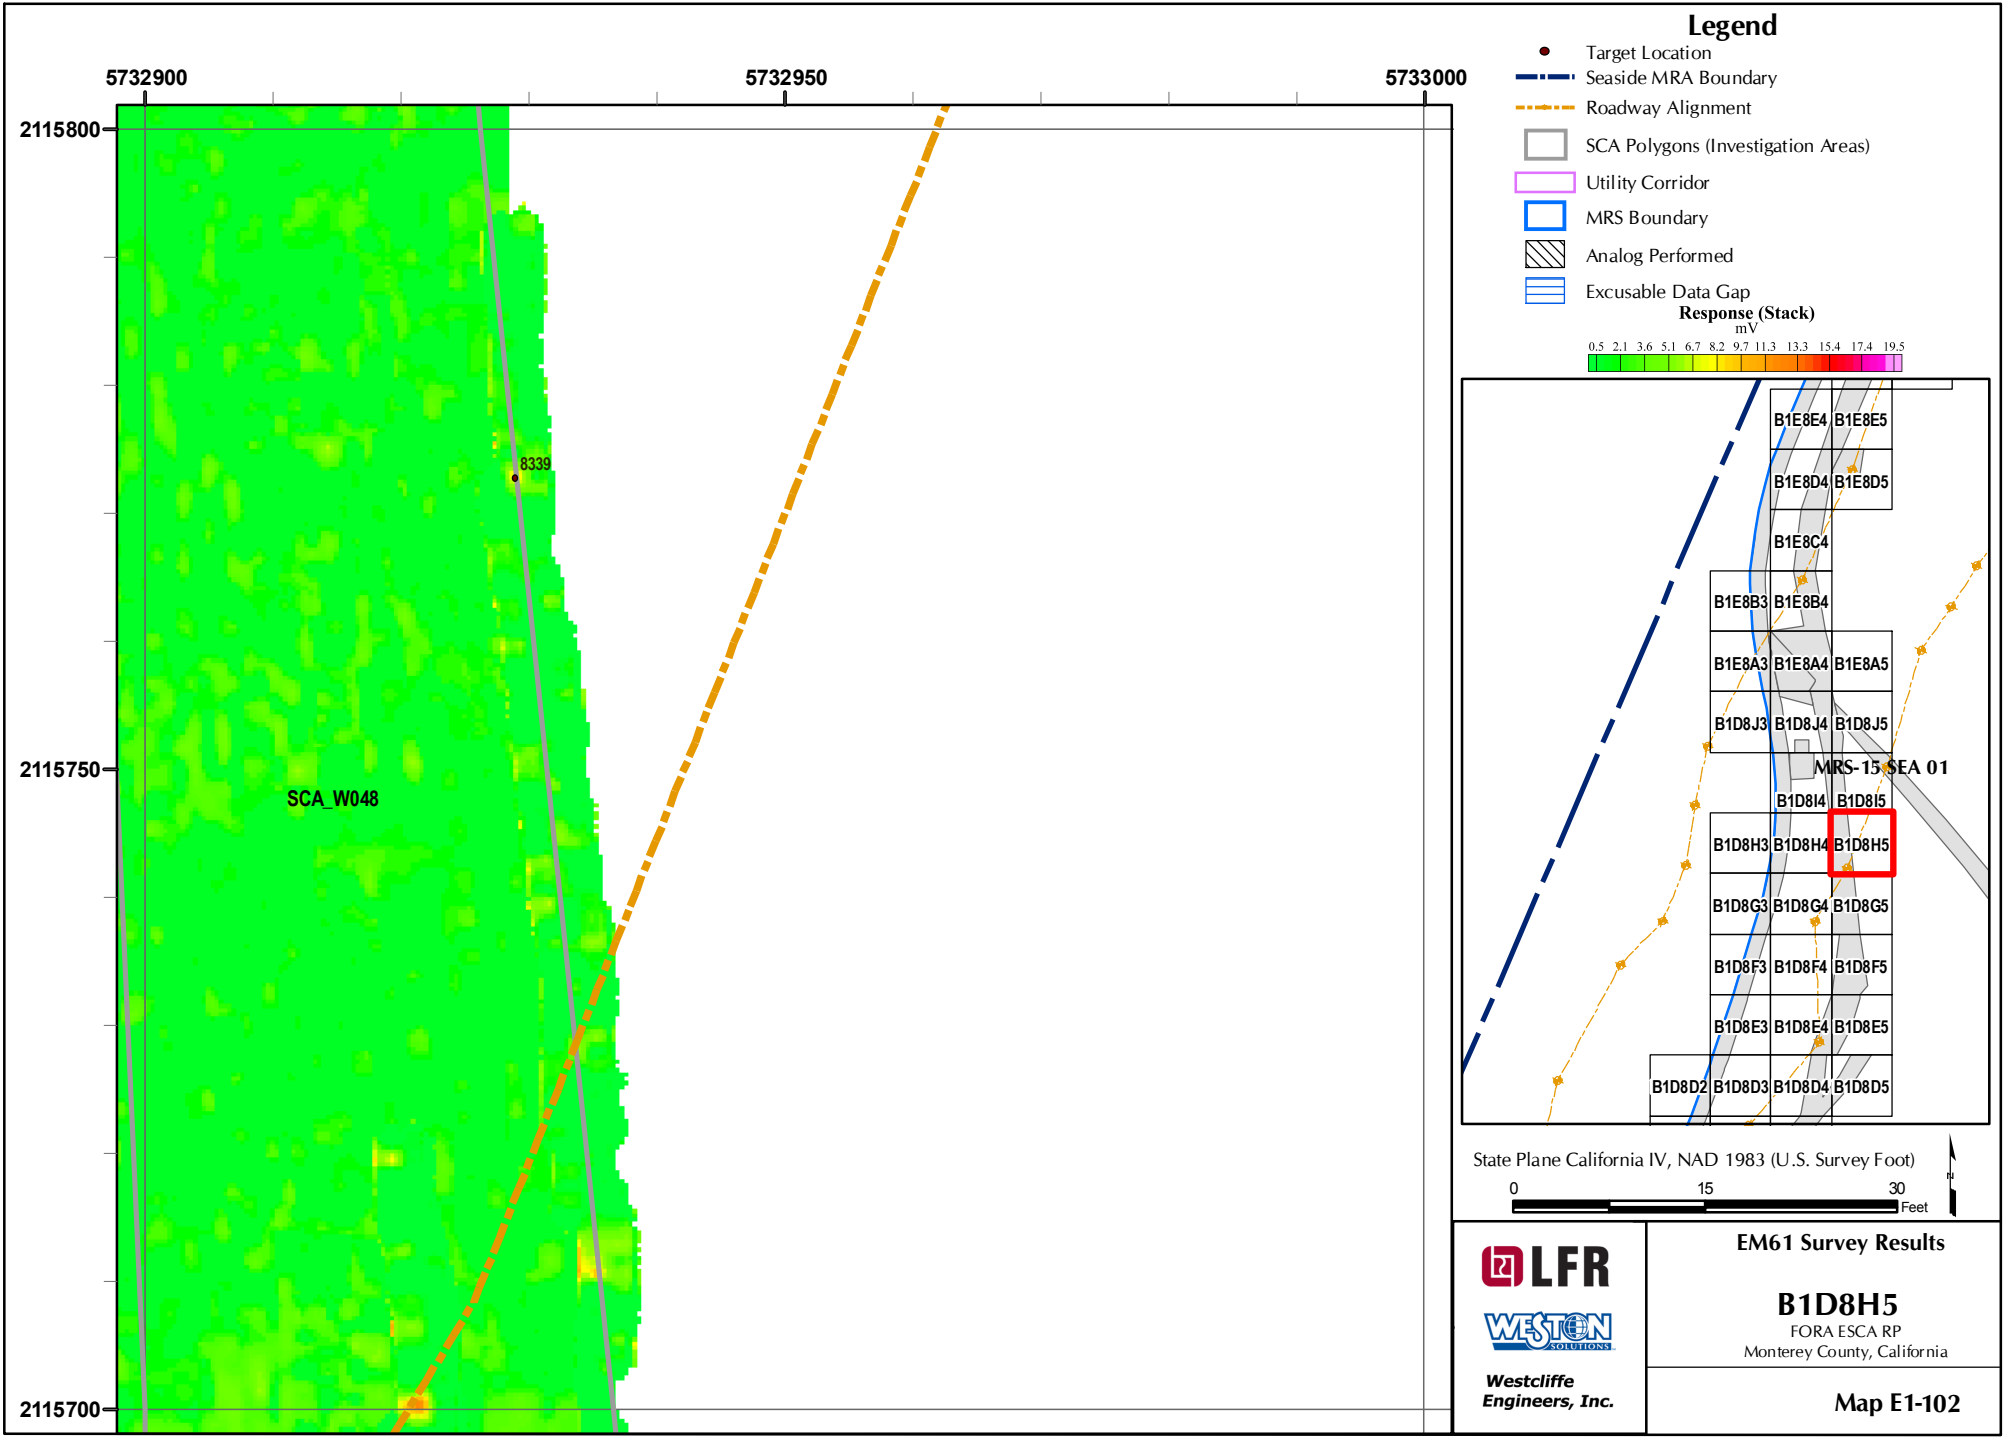 5732900
5732950
5733000
2115800
2115750
2115700
8339
SCA_W048
Legend
Target Location
Seaside MRA Boundary
Roadway Alignment
SCA Polygons (Investigation Areas)
Utility Corridor
MRS Boundary
Analog Performed
Excusable Data Gap
Response (Stack)
mV
0.5 2.1 3.6 5.1 6.7 8.2 9.7 11.3 13.3 15.4 17.4 19.5
B1E8E4 B1E8E5
B1E8D4 B1E8D5
B1E8C4
B1E8B3 B1E8B4
B1E8A3 B1E8A4 B1E8A5
B1D8J3 B1D8J4 B1D8J5
MRS-15 SEA 01
B1D8I4 B1D8I5
B1D8H3 B1D8H4 B1D8H5
B1D8G3 B1D8G4 B1D8G5
B1D8F3 B1D8F4 B1D8F5
B1D8E3 B1D8E4 B1D8E5
B1D8D2 B1D8D3 B1D8D4 B1D8D5
State Plane California IV, NAD 1983 (U.S. Survey Foot)
0 15 30
Feet
N
LFR
WESTON
SOLUTIONS
Westcliffe
Engineers, Inc.
EM61 Survey Results
B1D8H5
FORA ESCA RP
Monterey County, California
Map E1-102